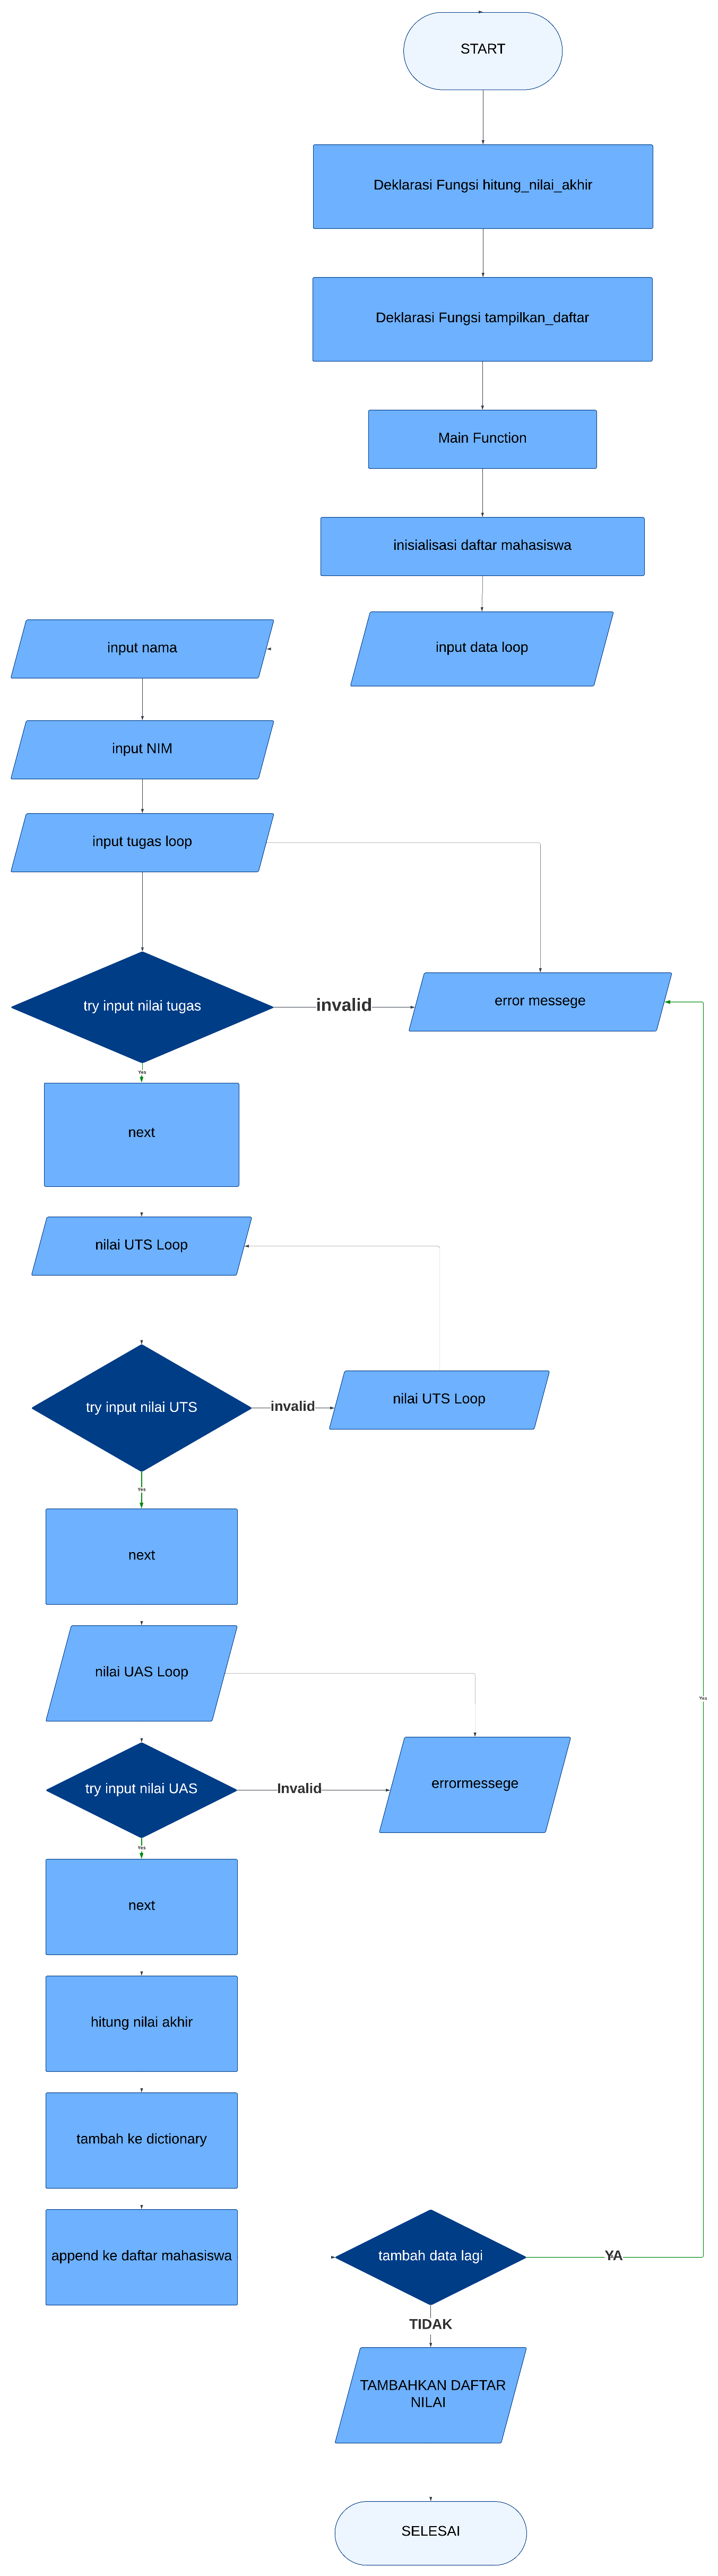 START
Deklarasi Fungsi hitung_nilai_akhir
Deklarasi Fungsi tampilkan_daftar
Main Function
inisialisasi daftar mahasiswa
input data loop
input nama
input NIM
input tugas loop
try input nilai tugas
invalid
error messege
Yes
next
nilai UTS Loop
try input nilai UTS
invalid
nilai UTS Loop
Yes
next
nilai UAS Loop
Yes
try input nilai UAS
Invalid
errormessege
Yes
next
hitung nilai akhir
tambah ke dictionary
append ke daftar mahasiswa
tambah data lagi
YA
TIDAK
TAMBAHKAN DAFTAR
NILAI
SELESAI